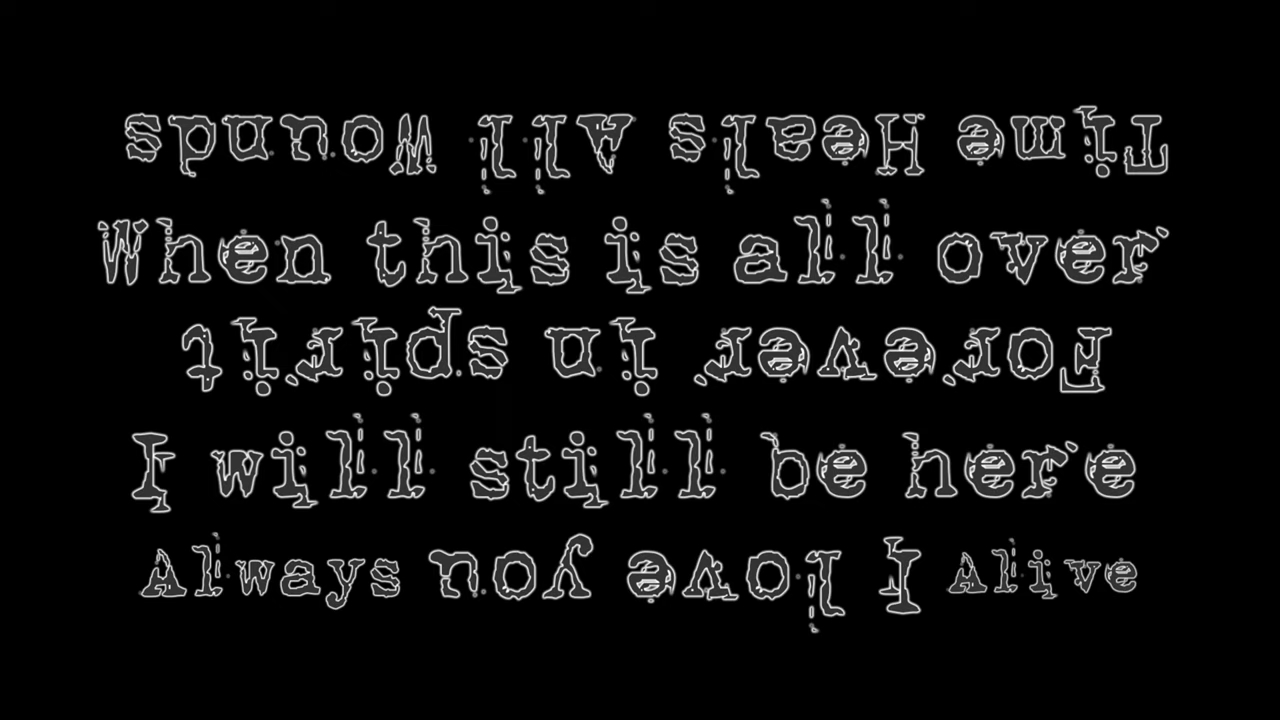 Time Heals All Wounds
When this is all over
Forever in spirit
I will still be here
Always I love you Alive